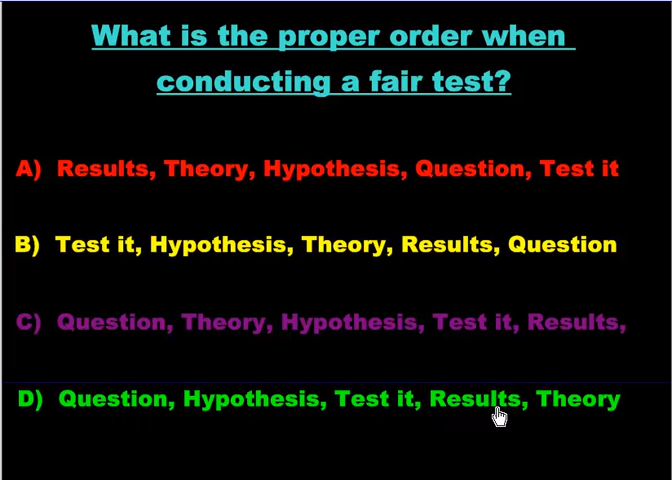 What is the proper order when
conducting a fair test?
A) Results, Theory, Hypothesis, Question, Test it
B) Test it, Hypothesis, Theory, Results, Question
C) Question, Theory, Hypothesis, Test it, Results,
D) Question, Hypothesis, Test it, Results, Theory